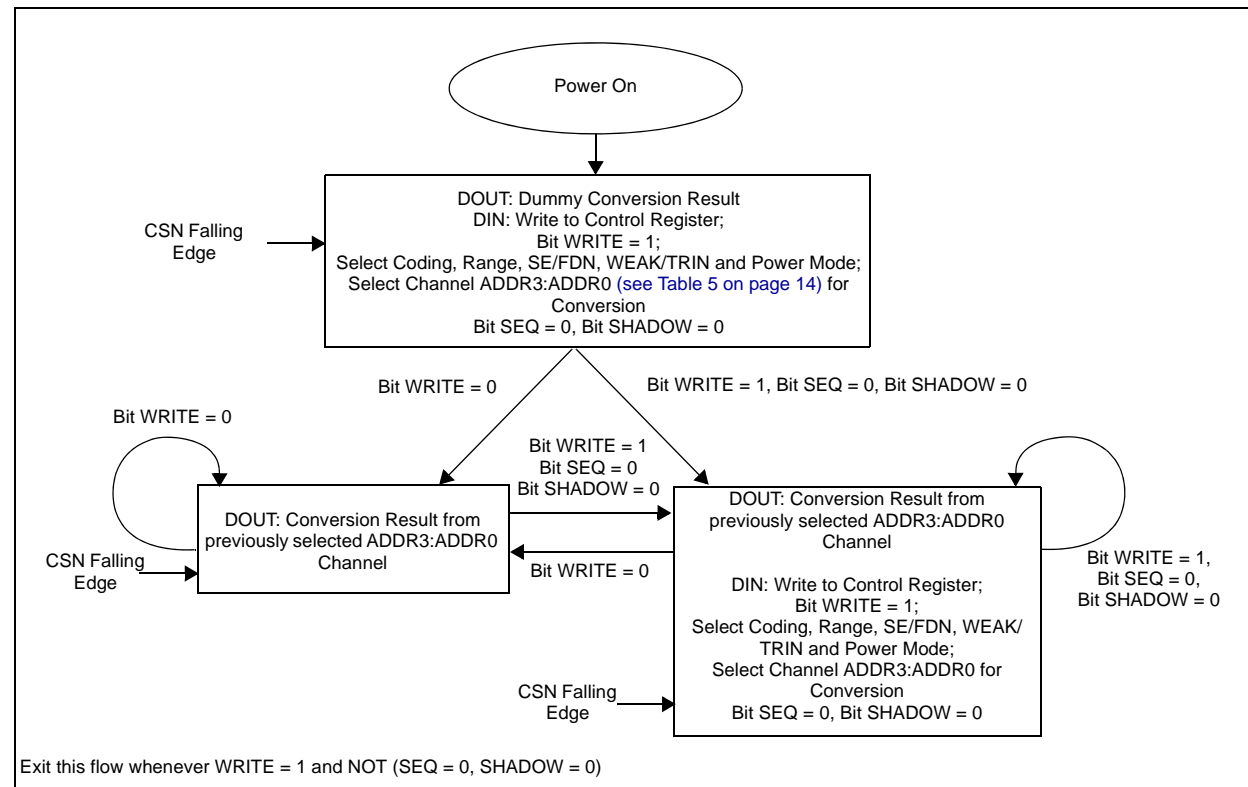 Power On
CSN Falling
Edge
DOUT: Dummy Conversion Result
DIN: Write to Control Register;
Bit WRITE = 1;
Select Coding, Range, SE/FDN, WEAK/TRIN and Power Mode;
Select Channel ADDR3:ADDR0 (see Table 5 on page 14) for
Conversion
Bit SEQ = 0, Bit SHADOW = 0
Bit WRITE = 0
Bit WRITE = 1, Bit SEQ = 0, Bit SHADOW = 0
Bit WRITE = 0
Bit WRITE = 1
Bit SEQ = 0
Bit SHADOW = 0
DOUT: Conversion Result from
previously selected ADDR3:ADDR0
Channel
CSN Falling
Edge
Bit WRITE = 0
DOUT: Conversion Result from
previously selected ADDR3:ADDR0
Channel
DIN: Write to Control Register;
Bit WRITE = 1;
Select Coding, Range, SE/FDN, WEAK/
TRIN and Power Mode;
Select Channel ADDR3:ADDR0 for
Conversion
Bit SEQ = 0, Bit SHADOW = 0
Bit WRITE = 1,
Bit SEQ = 0,
Bit SHADOW = 0
CSN Falling
Edge
Exit this flow whenever WRITE = 1 and NOT (SEQ = 0, SHADOW = 0)